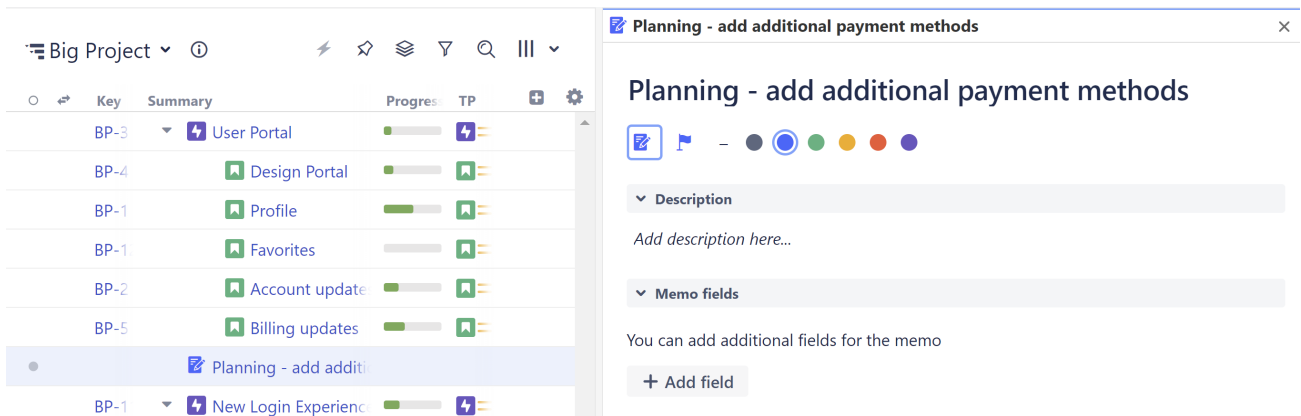 Big Project
Key Summary Progres TP
BP-3 User Portal
BP-4 Design Portal
BP-1 Profile
BP-1 Favorites
BP-2 Account update
BP-5 Billing updates
Planning - add additi
BP-1 New Login Experienc
Planning - add additional payment methods
Planning - add additional payment methods
Description
Add description here...
Memo fields
You can add additional fields for the memo
+ Add field